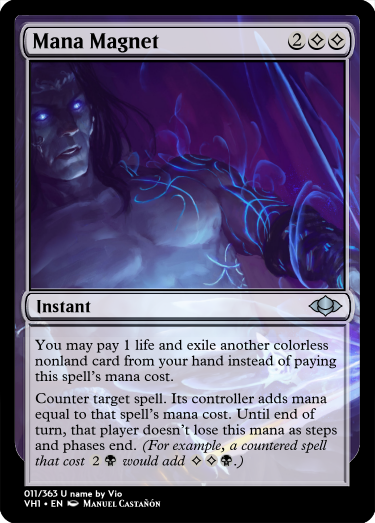 Mana Magnet 2◇◇
Instant
You may pay 1 life and exile another colorless
nonland card from your hand instead of paying
this spell's mana cost.
Counter target spell. Its controller adds mana
equal to that spell's mana cost. Until end of
turn, that player doesn't lose this mana as steps
and phases end. (For example, a countered spell
that cost 2💀 would add ◇◇💀.)
011/363 U name by Vio
VH1 • EN Manuel Castañón